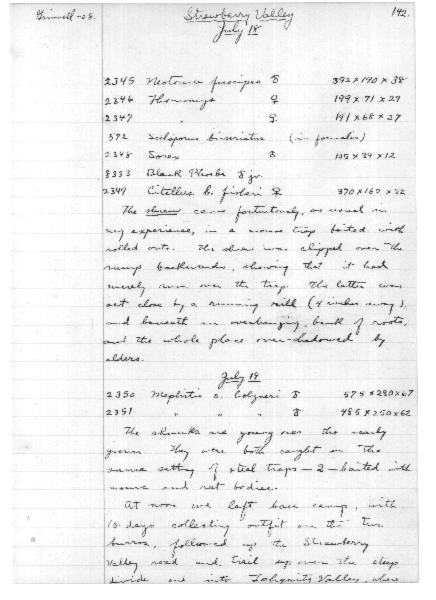 Grinnell-08.
Strawberry Valley
142.
July 18
2345 Neotoma fuscipes ♂ 392 x 190 x 38
2346 Thomomys ♀ 199 x 71 x 27
2347 " ♀. 191 x 68 x 27
572 Sceloporus biseriatus (in formalin)
2348 Sorex ♂ 105 x 39 x 12
8353 Black Phoebe ♂ jv.
2349 Citellus b. fisheri ♀ 370 x 162 x 52
The shrew came fortuitously, as usual in
my experience, in a mouse trap baited with
rolled oats. The shrew was clipped over the
rump backwards, showing that it had
merely run over the trap. The latter was
set close by a running rill (4 inches away),
and beneath an overhanging bank of roots,
and the whole place over-shadowed by
alders.
July 19
2350 Mephitis o. holzneri ♂ 575 x 280 x 67
2351 " " " ♂ 485 x 250 x 62
The skunks are young ones tho nearly
grown. They were both caught in the
same setting of steel traps — 2 — baited with
mouse and rat bodies.
At noon we left base camp, with
10-days collecting outfit on the two
burros, followed up the Strawberry
Valley road and trail up over the steep
divide and into Tahquitz Valley, where